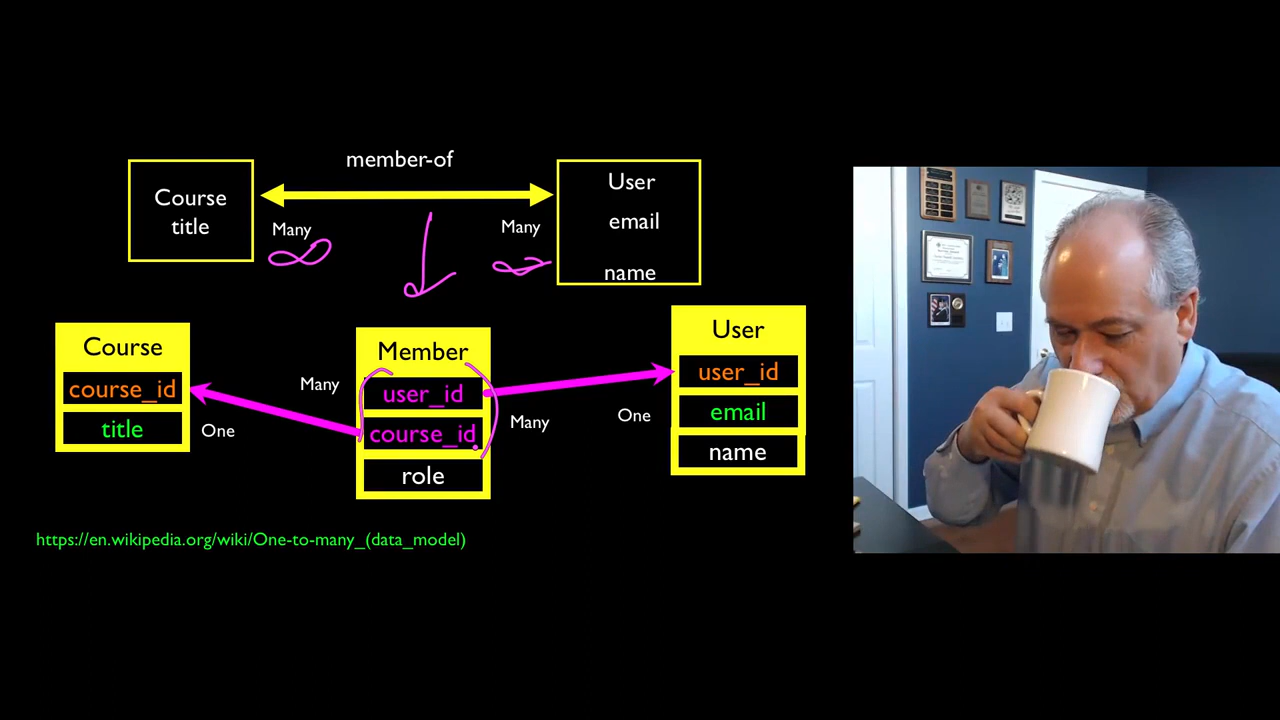 member-of
Course
title
Many
Many
User
email
name
∞
∞
Course
course_id
title
One
Many
Member
user_id
course_id
role
Many
One
User
user_id
email
name
https://en.wikipedia.org/wiki/One-to-many_(data_model)